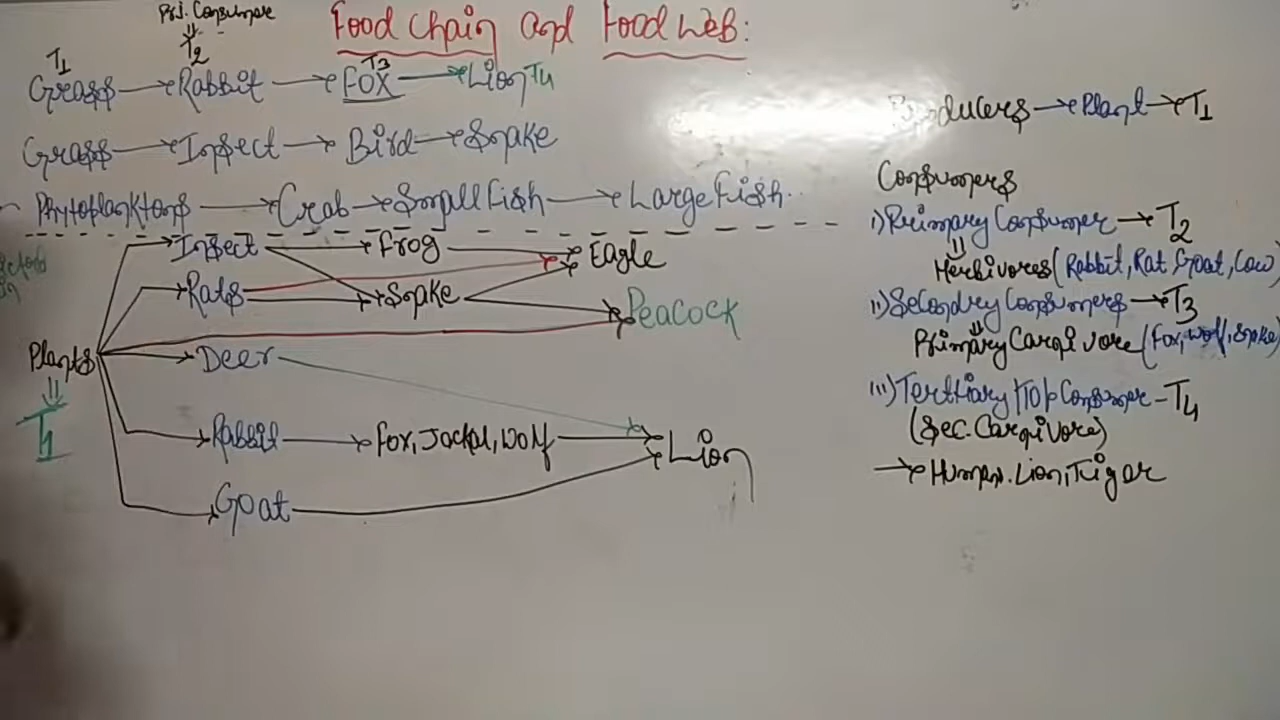 Food Chain and Food Web:
Pri. Consumer
T1 T2 T3
Grass → Rabbit → Fox → Lion T4
Grass → Insect → Bird → Snake
Phytoplanktons → Crab → Small Fish → Large Fish.
Insect → Frog → Eagle
Rats → Snake → Peacock
Plants → Deer
T1
Rabbit → Fox, Jackal, Wolf → Lion
Goat
Producers → Plant → T1
Consumers
i) Primary Consumer → T2
Herbivores (Rabbit, Rat, Goat, Cow)
ii) Secondry Consumers → T3
Primary Carnivore (Fox, Wolf, Snake)
iii) Tertiary / Top Consumer - T4
(Sec. Carnivore)
→ Human. Lion, Tiger